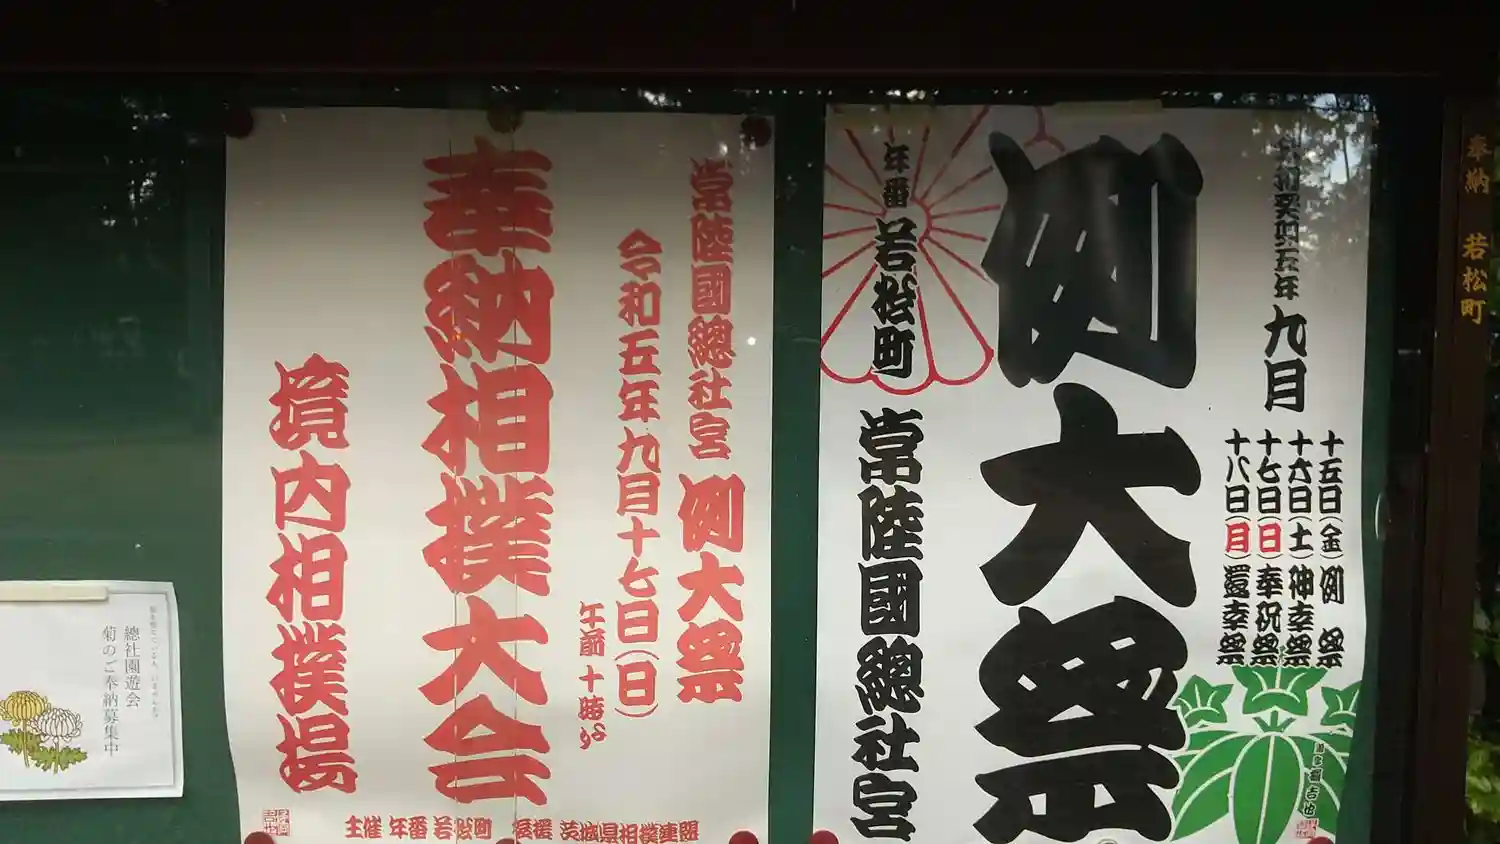 奉納 若松町
令和癸卯五年 九月
十五日(金)例祭
十六日(土)神幸祭
十七日(日)奉祝祭
十八日(月)還幸祭
例大祭
年番 若松町
常陸國總社宮
常陸國總社宮 例大祭
令和五年九月十七日(日)
午前十時より
奉納相撲大会
境内相撲場
主催 年番 若松町 後援 茨城県相撲連盟
總社園遊会
菊のご奉納募集中